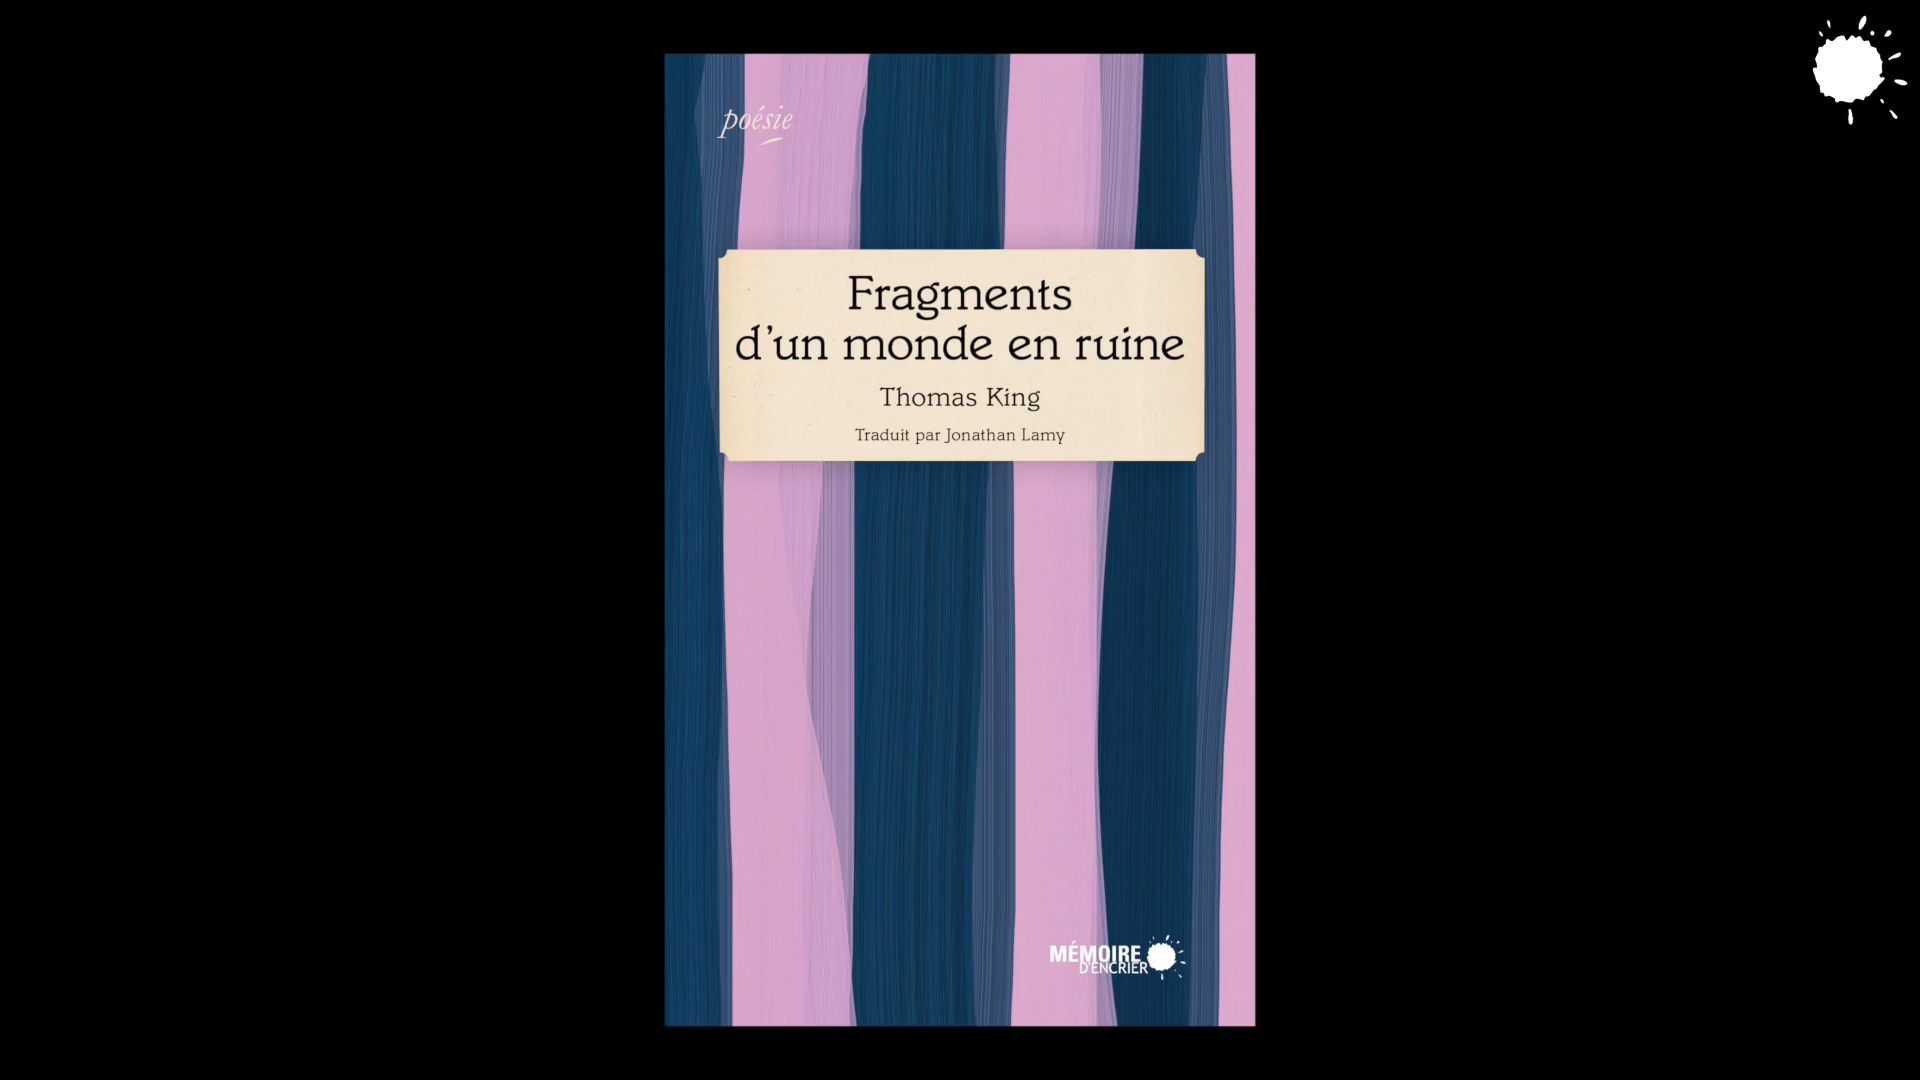 poésie
Fragments
d’un monde en ruine
Thomas King
Traduit par Jonathan Lamy
MÉMOIRE
D'ENCRIER